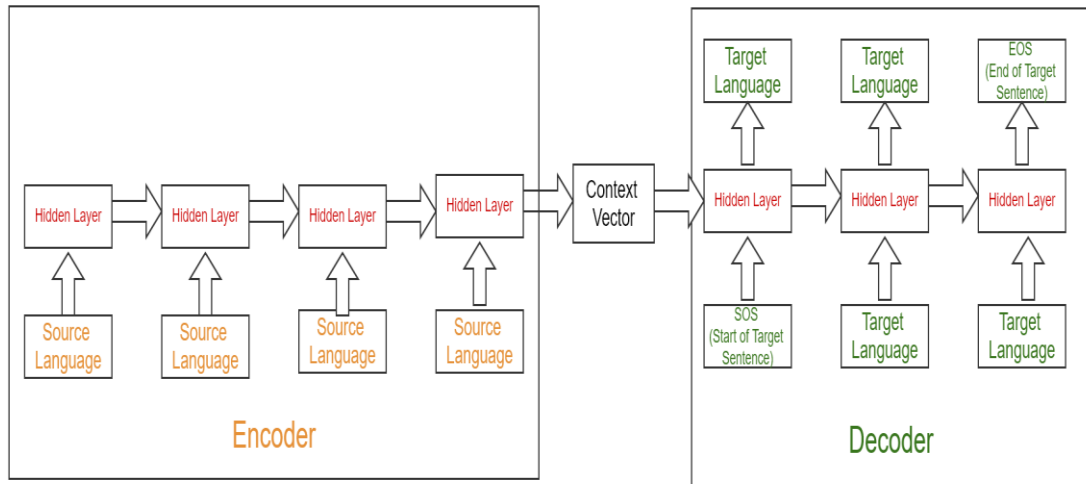 Target
Language
Target
Language
EOS
(End of Target
Sentence)
Hidden Layer
Hidden Layer
Hidden Layer
Hidden Layer
Context
Vector
Hidden Layer
Hidden Layer
Hidden Layer
Source
Language
Source
Language
Source
Language
Source
Language
SOS
(Start of Target
Sentence)
Target
Language
Target
Language
Encoder
Decoder